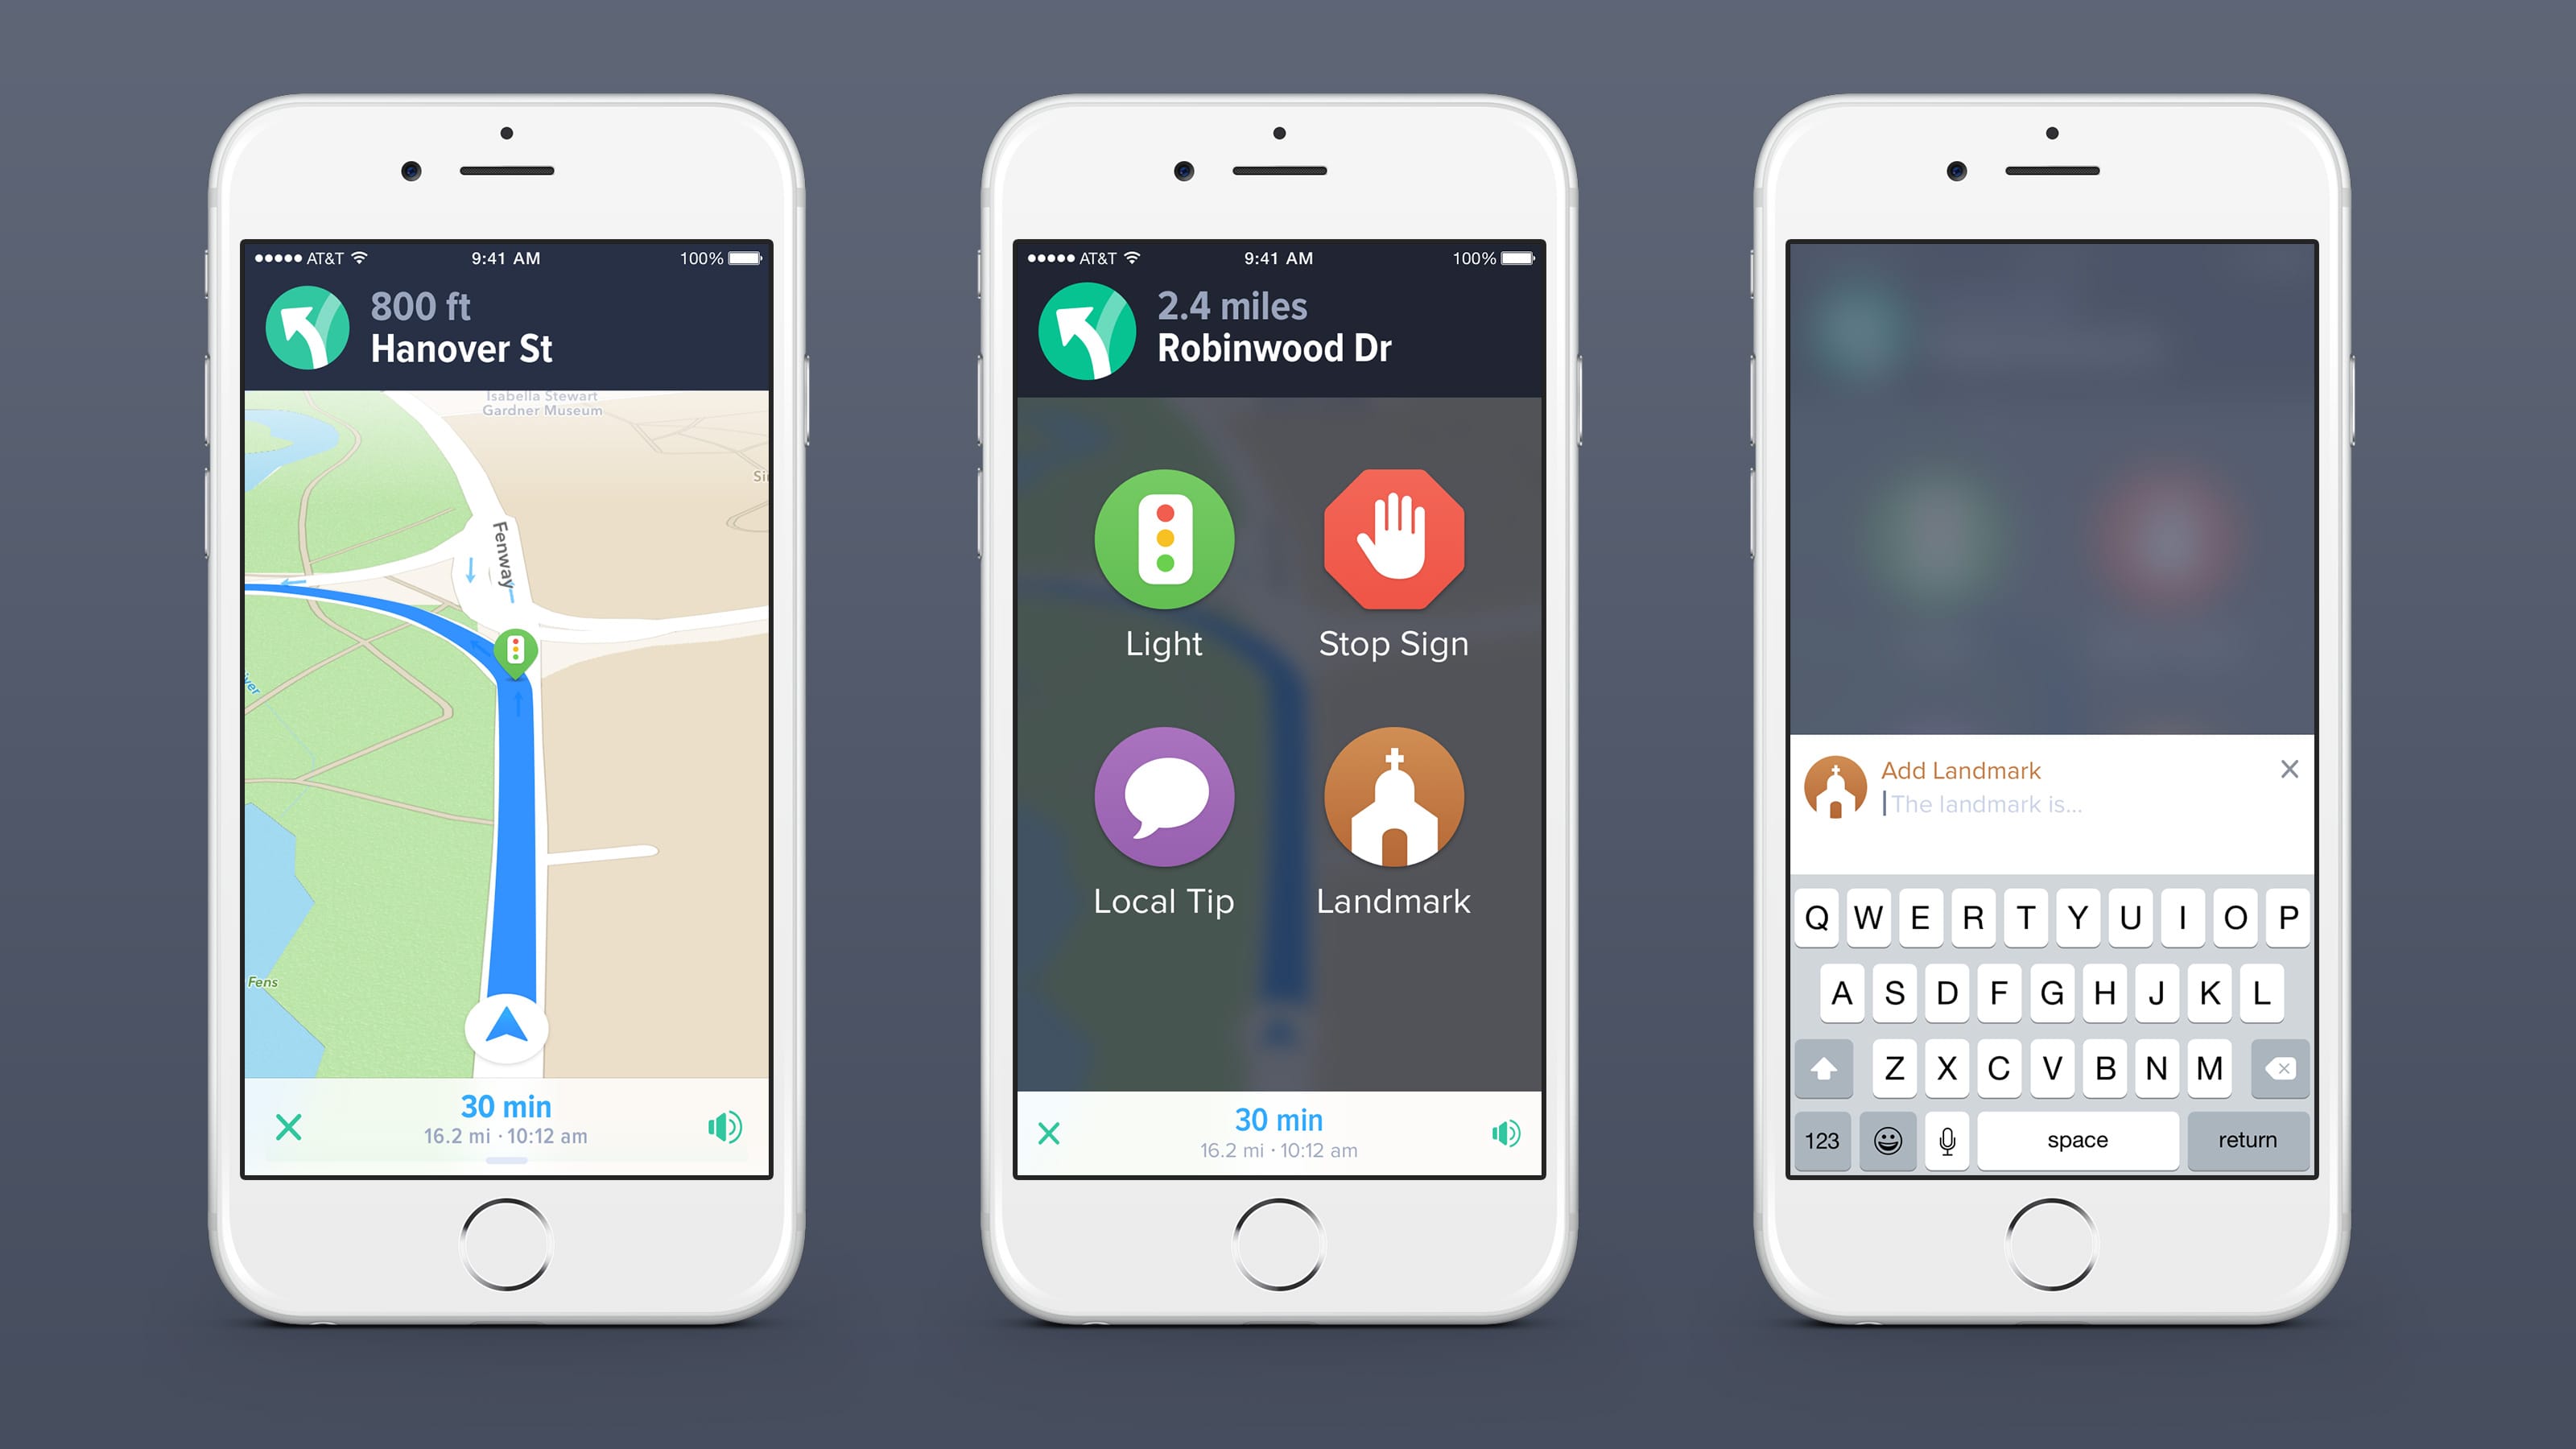 AT&T 9:41 AM 100%
800 ft
Hanover St
Isabella Stewart
Gardner Museum
Fenway
Fens
30 min
16.2 mi · 10:12 am
AT&T 9:41 AM 100%
2.4 miles
Robinwood Dr
Light Stop Sign
Local Tip Landmark
30 min
16.2 mi · 10:12 am
Add Landmark
The landmark is...
Q W E R T Y U I O P
A S D F G H J K L
Z X C V B N M
123 space return